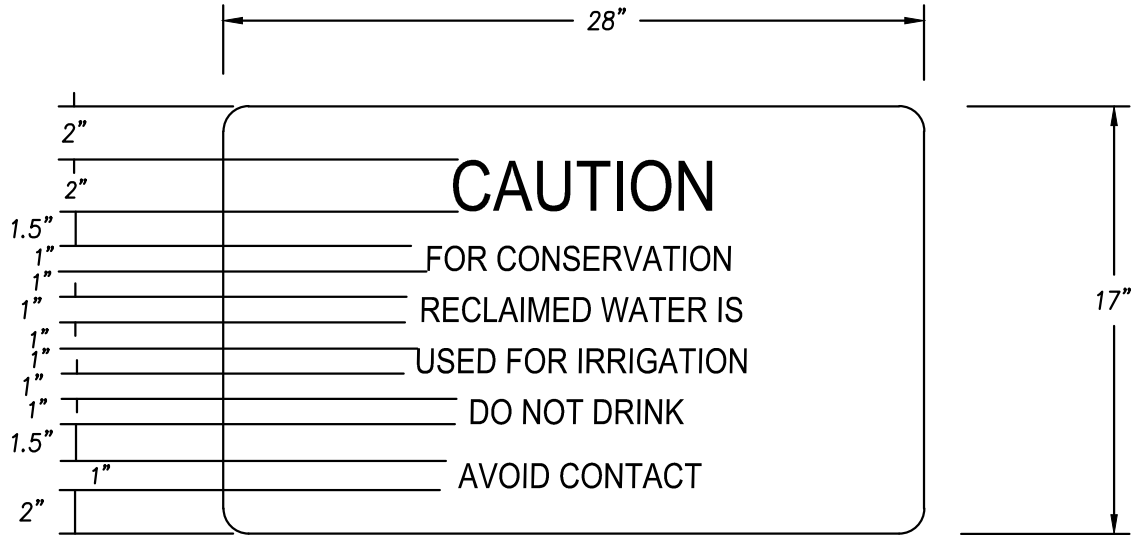 28”
2”
2”
CAUTION
1.5”
1”
FOR CONSERVATION
1”
1”
RECLAIMED WATER IS
17”
1”
1”
USED FOR IRRIGATION
1”
1”
DO NOT DRINK
1.5”
1”
AVOID CONTACT
2”